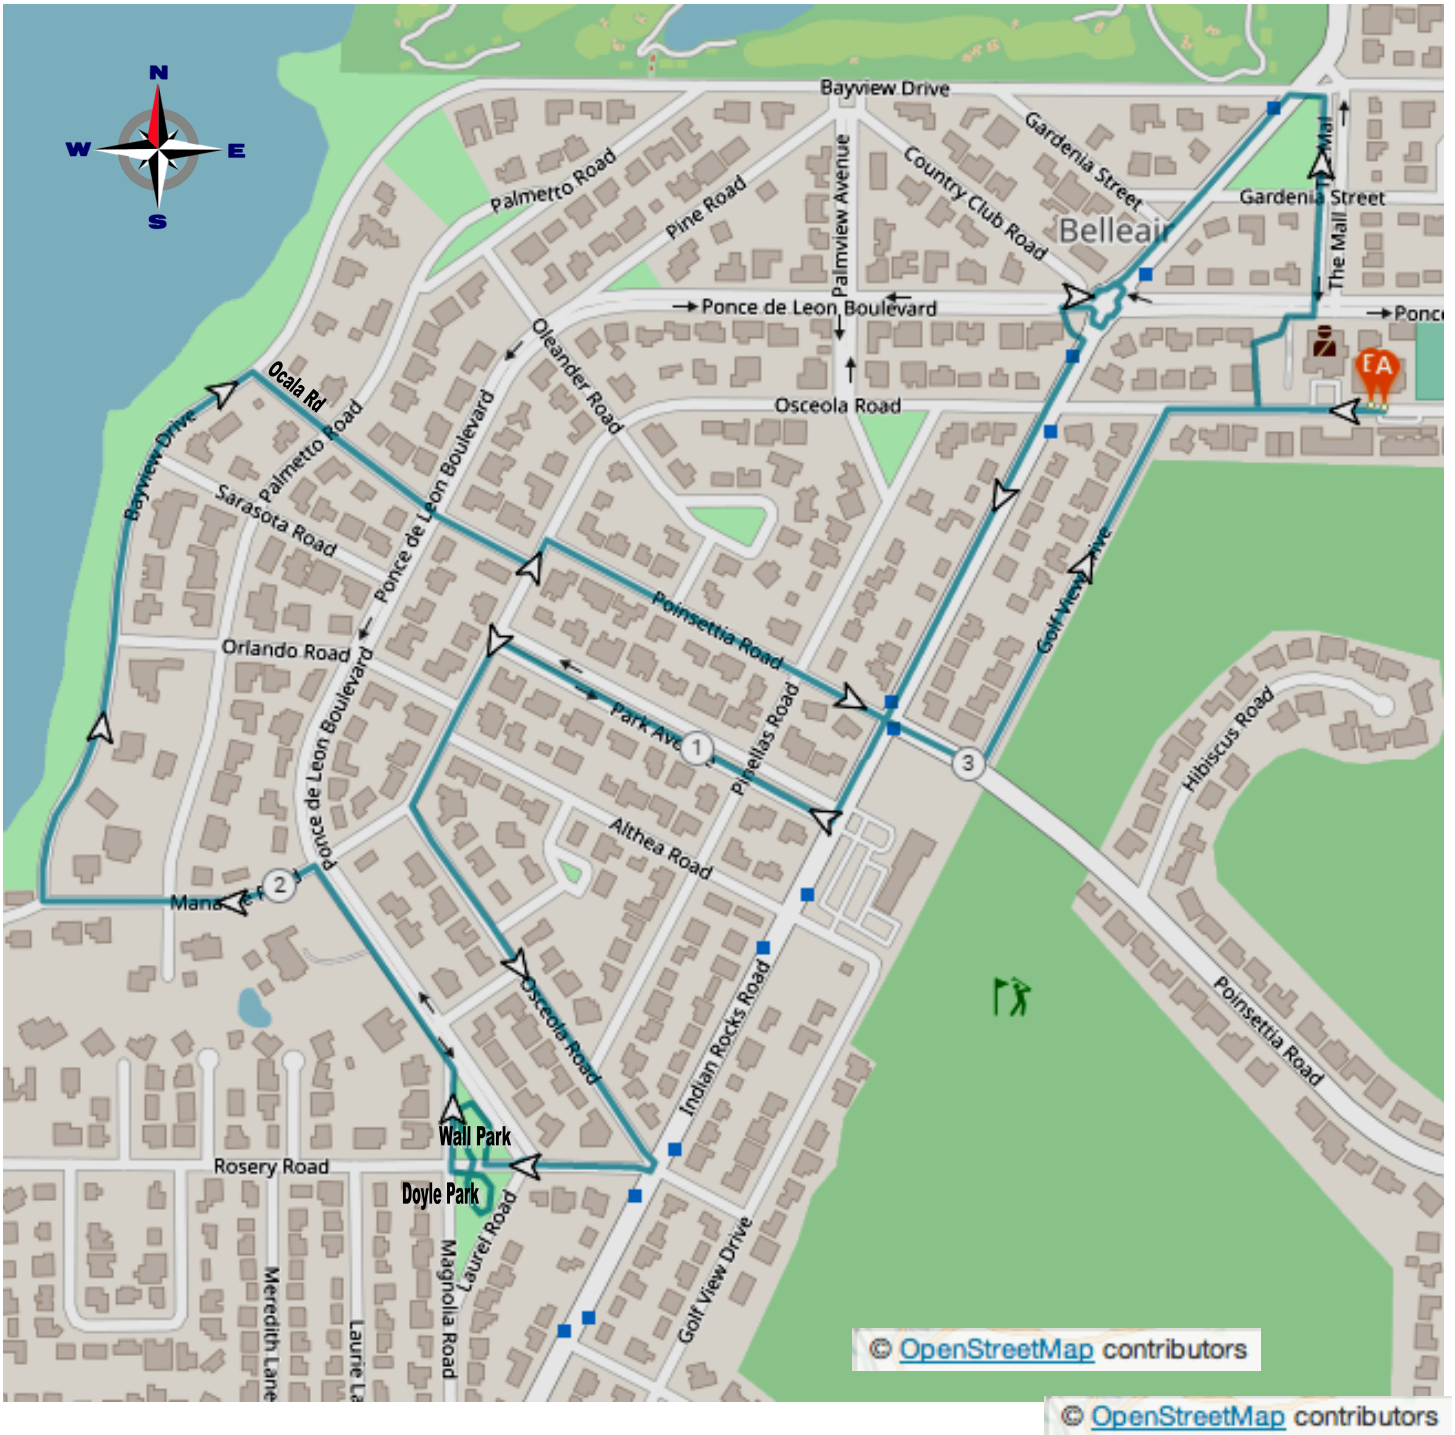 N
W
E
S
Bayview Drive
Gardenia Street
Country Club Road
Palmetto Road
Pine Road
Palmview Avenue
The Mal
Gardenia Street
The Mall
Belleair
Ponce de Leon Boulevard
Ponce
Oleander Road
Ocala Rd
A
Osceola Road
Palmetto Road
Bayview Drive
Sarasota Road
Ponce de Leon Boulevard
Golf View Drive
Poinsettia Road
Orlando Road
Ponce de Leon Boulevard
Park Ave
1
Pinellas Road
3
Hibiscus Road
Althea Road
2
Mana
Osceola Road
Indian Rocks Road
Poinsettia Road
Wall Park
Rosery Road
Doyle Park
Laurel Road
Magnolia Road
Meredith Lane
Laurie La
Golf View Drive
© OpenStreetMap contributors
© OpenStreetMap contributors